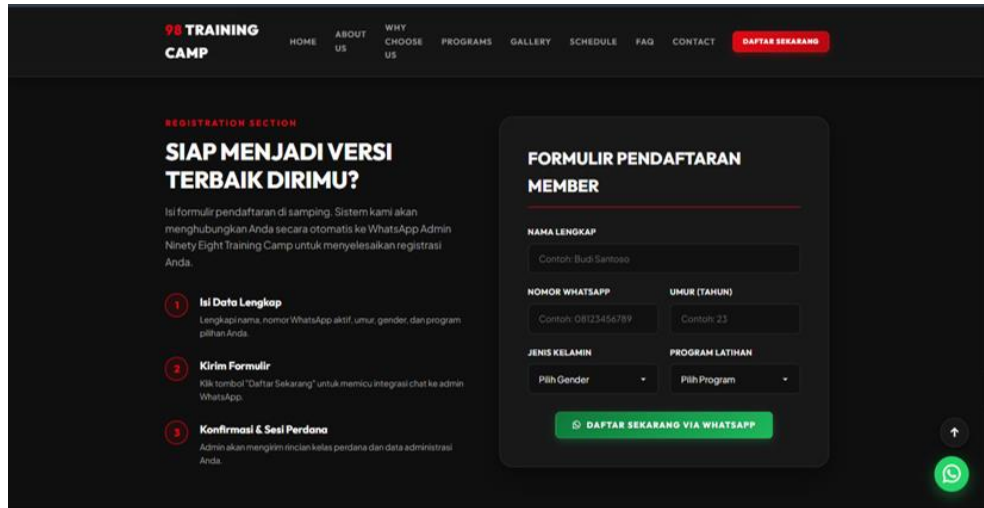 98 TRAINING
CAMP
HOME
ABOUT
US
WHY
CHOOSE
US
PROGRAMS
GALLERY
SCHEDULE
FAQ
CONTACT
DAFTAR SEKARANG
REGISTRATION SECTION
SIAP MENJADI VERSI
TERBAIK DIRIMU?
Isi formulir pendaftaran di samping. Sistem kami akan
menghubungkan Anda secara otomatis ke WhatsApp Admin
Ninety Eight Training Camp untuk menyelesaikan registrasi
Anda.
1
Isi Data Lengkap
Lengkapi nama, nomor WhatsApp aktif, umur, gender, dan program
pilihan Anda.
2
Kirim Formulir
Klik tombol "Daftar Sekarang" untuk memicu integrasi chat ke admin
WhatsApp.
3
Konfirmasi & Sesi Perdana
Admin akan mengirim rincian kelas perdana dan data administrasi
Anda.
FORMULIR PENDAFTARAN
MEMBER
NAMA LENGKAP
Contoh: Budi Santoso
NOMOR WHATSAPP
UMUR (TAHUN)
Contoh: 08123456789
Contoh: 23
JENIS KELAMIN
PROGRAM LATIHAN
Pilih Gender
Pilih Program
DAFTAR SEKARANG VIA WHATSAPP